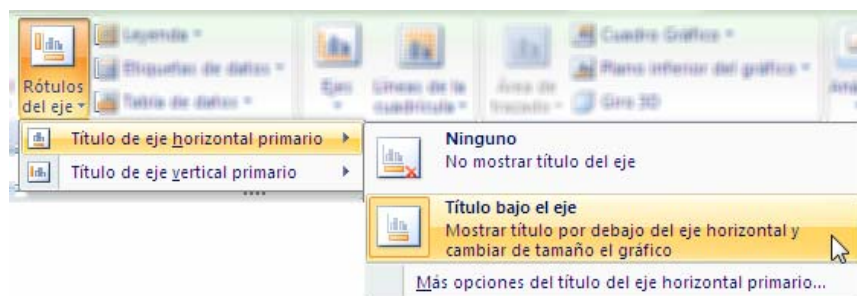 Leyenda
Etiquetas de datos
Tabla de datos
Rótulos
del eje
Ejes
Líneas de la
cuadrícula
Área de
trazado
Cuadro Gráfico
Plano inferior del gráfico
Giro 3D
Título de eje horizontal primario
Título de eje vertical primario
Ninguno
No mostrar título del eje
Título bajo el eje
Mostrar título por debajo del eje horizontal y
cambiar de tamaño el gráfico
Más opciones del título del eje horizontal primario...